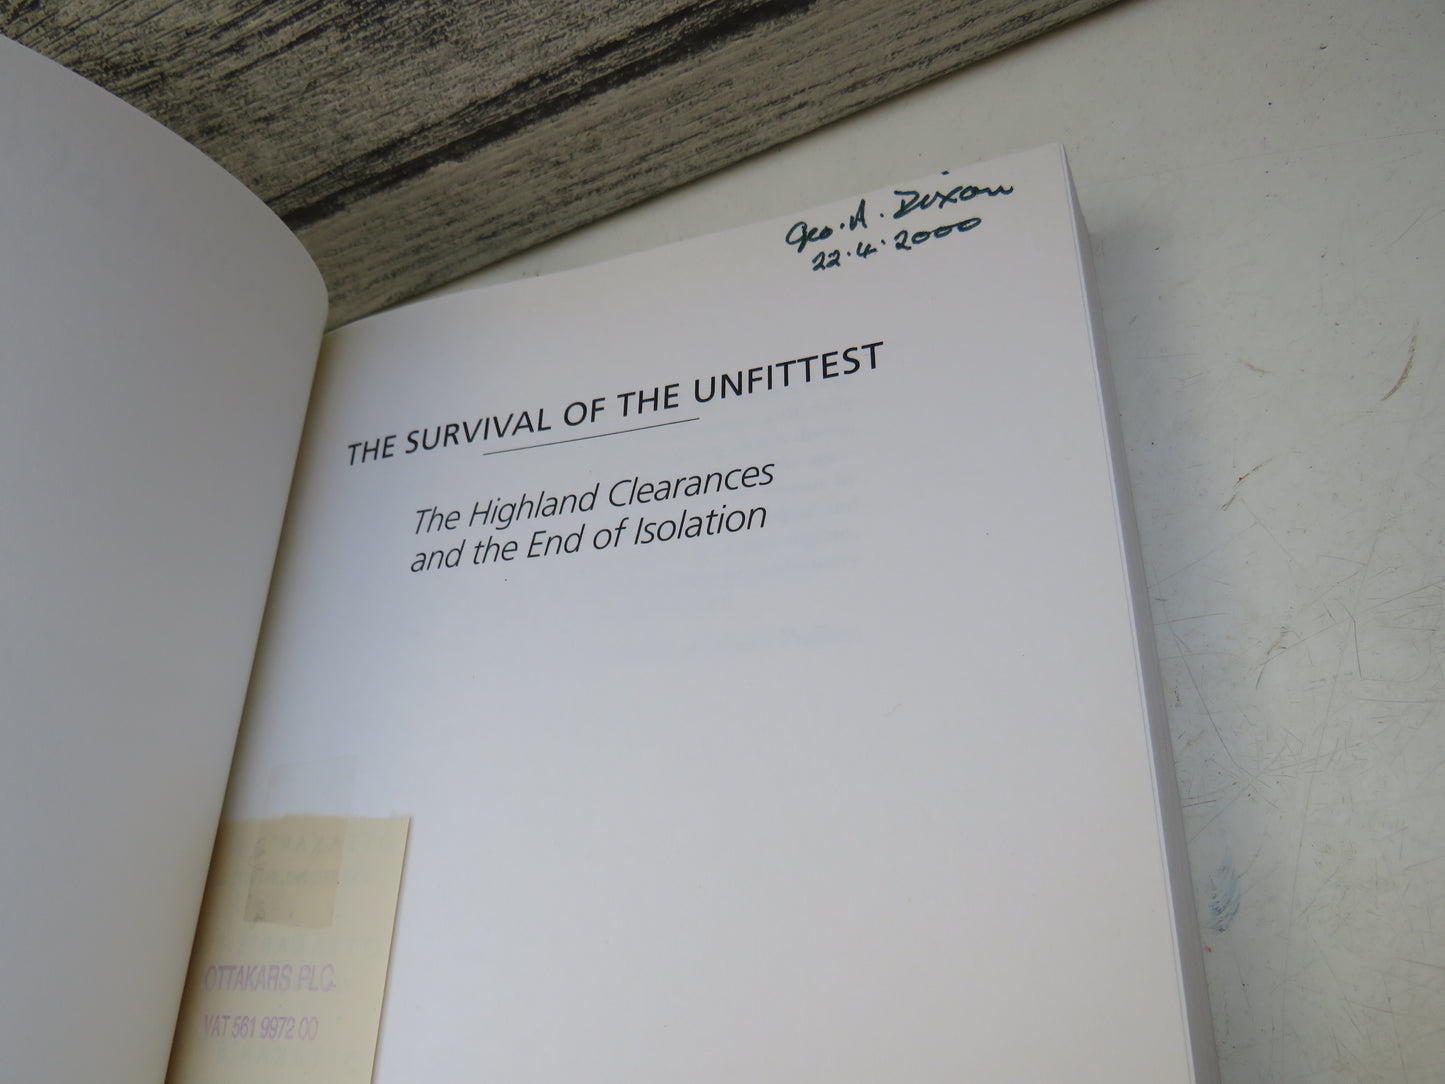 Geo. A. Dixon
22.4.2000
THE SURVIVAL OF THE UNFITTEST
The Highland Clearances
and the End of Isolation
OTTAKARS PLC.
VAT 561 9972 00